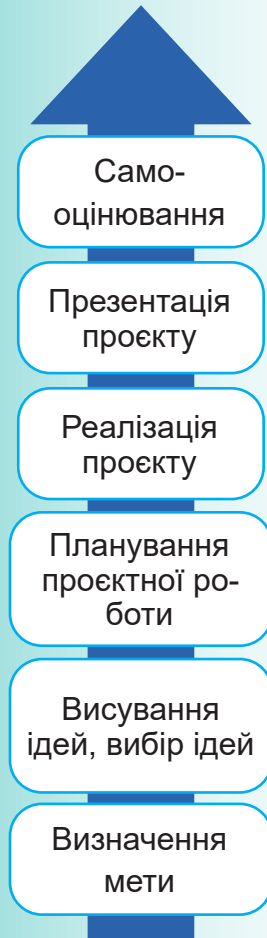 Само-
оцінювання
Презентація
проєкту
Реалізація
проєкту
Планування
проєктної ро-
боти
Висування
ідей, вибір ідей
Визначення
мети